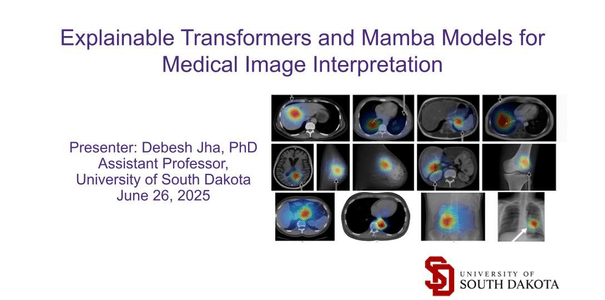 Explainable Transformers and Mamba Models for
Medical Image Interpretation
Presenter: Debesh Jha, PhD
Assistant Professor,
University of South Dakota
June 26, 2025
UNIVERSITY OF
SOUTH DAKOTA